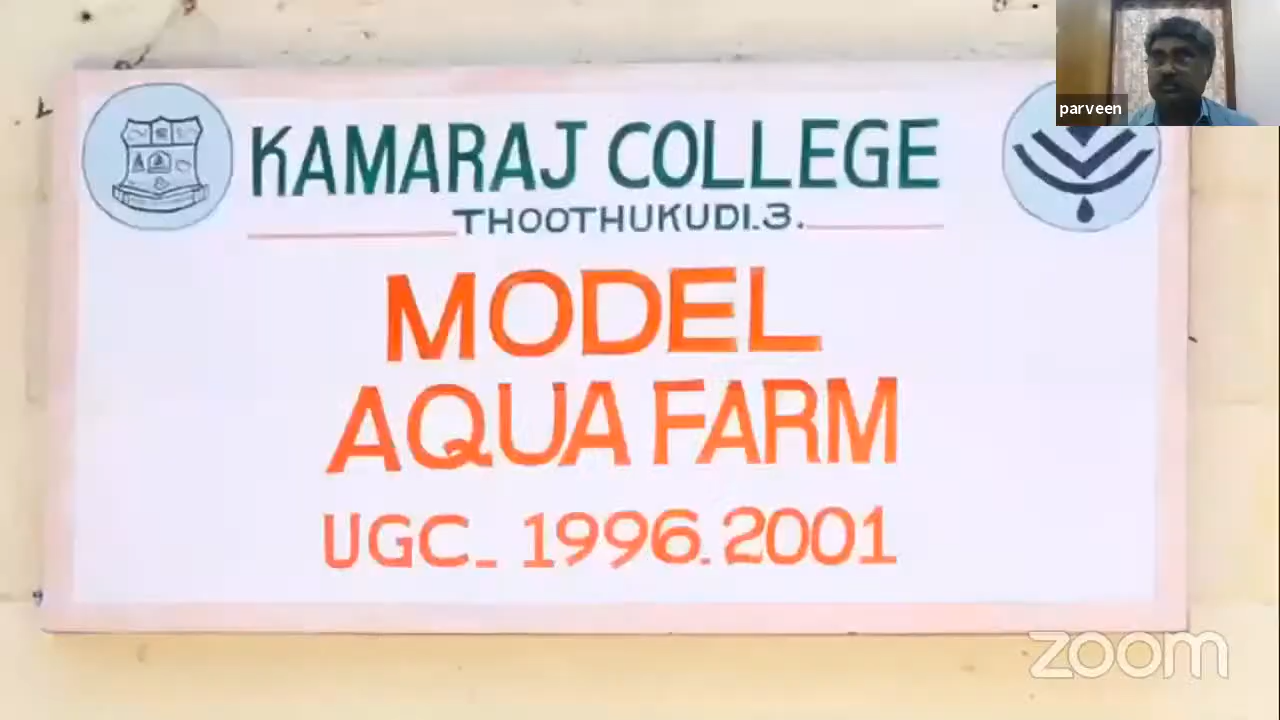 parveen
KAMARAJ COLLEGE
THOOTHUKUDI.3.
MODEL
AQUA FARM
UGC_ 1996.2001
zoom